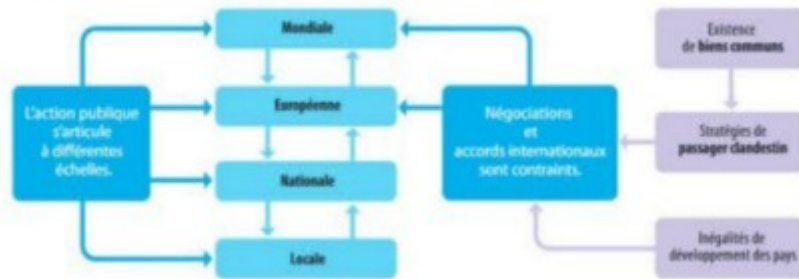 L'action publique
s'articule
à différentes
échelles.
Mondiale
Européenne
Nationale
Locale
Négociations
et
accords internationaux
sont contraints.
Existence
de biens communs
Stratégies de
passager clandestin
Inégalités de
développement des pays